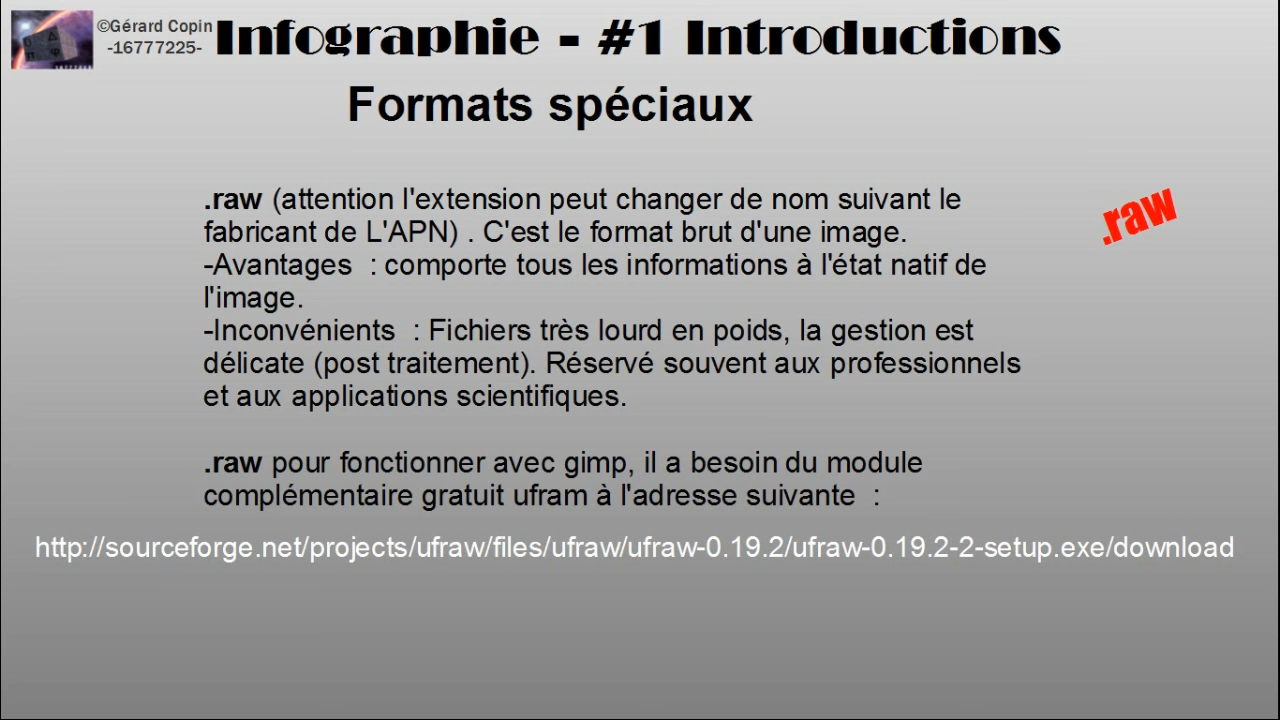 ©Gérard Copin
-16777225-
Infographie - #1 Introductions
Formats spéciaux
.raw (attention l'extension peut changer de nom suivant le
fabricant de L'APN) . C'est le format brut d'une image.
-Avantages  : comporte tous les informations à l'état natif de
l'image.
-Inconvénients  : Fichiers très lourd en poids, la gestion est
délicate (post traitement). Réservé souvent aux professionnels
et aux applications scientifiques.
.raw
.raw pour fonctionner avec gimp, il a besoin du module
complémentaire gratuit ufram à l'adresse suivante  :
http://sourceforge.net/projects/ufraw/files/ufraw/ufraw-0.19.2/ufraw-0.19.2-2-setup.exe/download